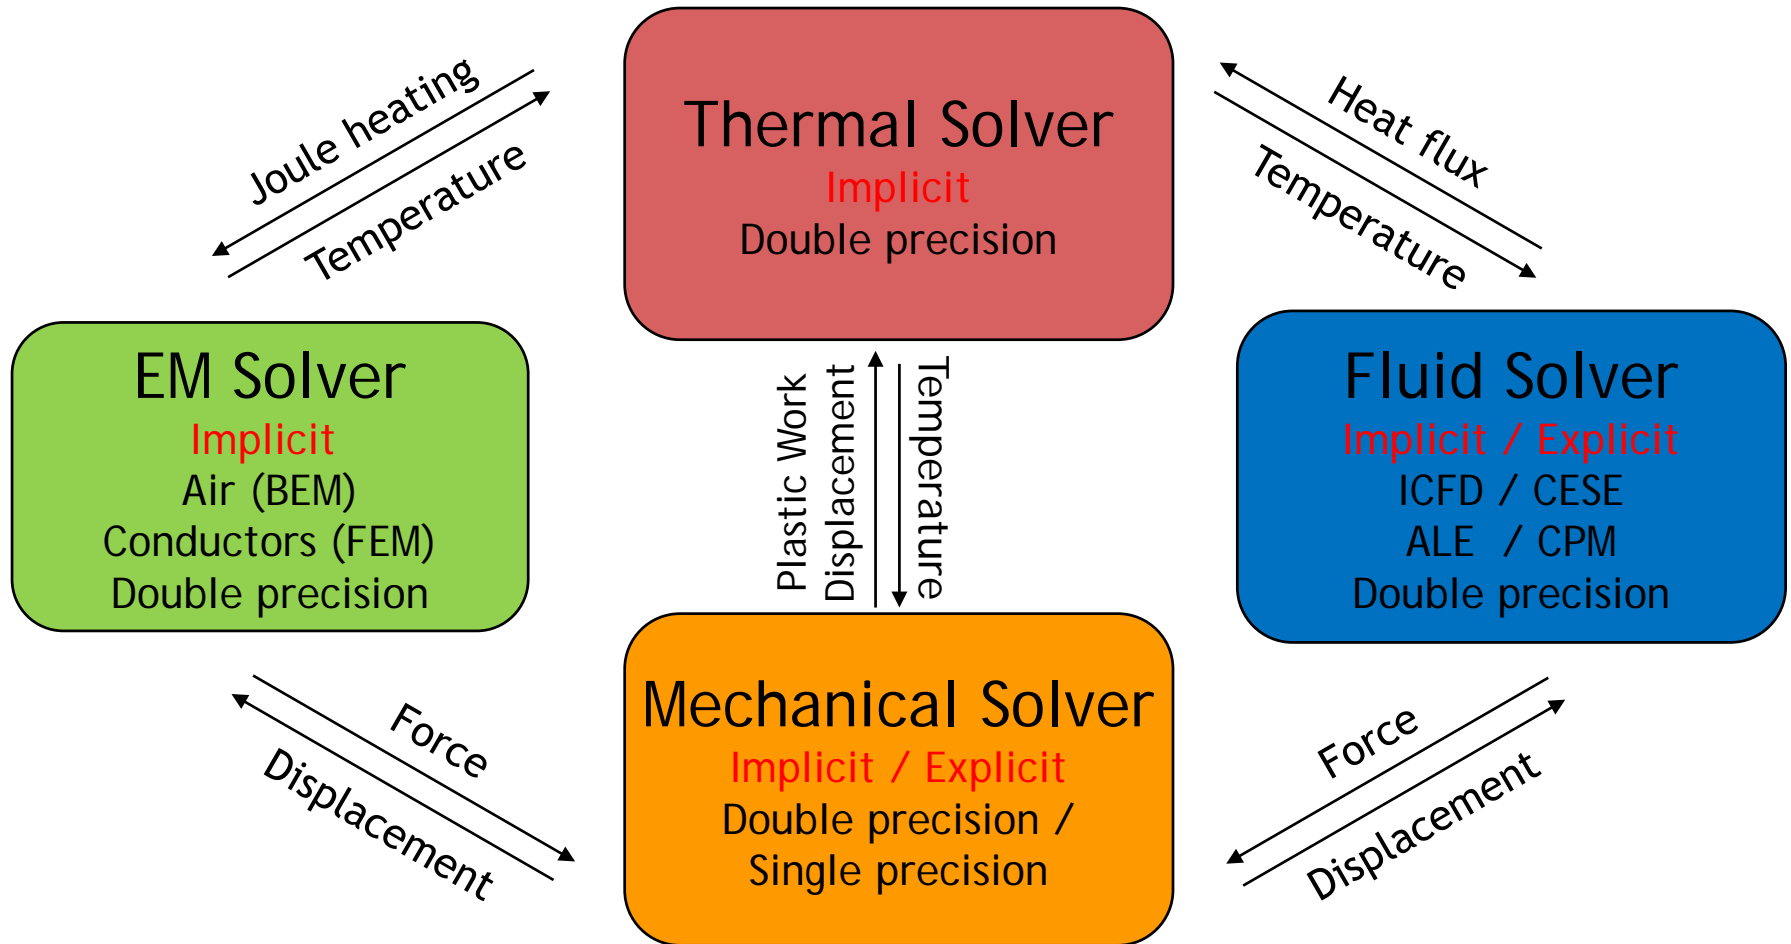 Joule heating
Temperature
Thermal Solver
Implicit
Double precision
Heat flux
Temperature
EM Solver
Implicit
Air (BEM)
Conductors (FEM)
Double precision
Plastic Work
Displacement
Temperature
Fluid Solver
Implicit / Explicit
ICFD / CESE
ALE / CPM
Double precision
Force
Displacement
Mechanical Solver
Implicit / Explicit
Double precision /
Single precision
Force
Displacement